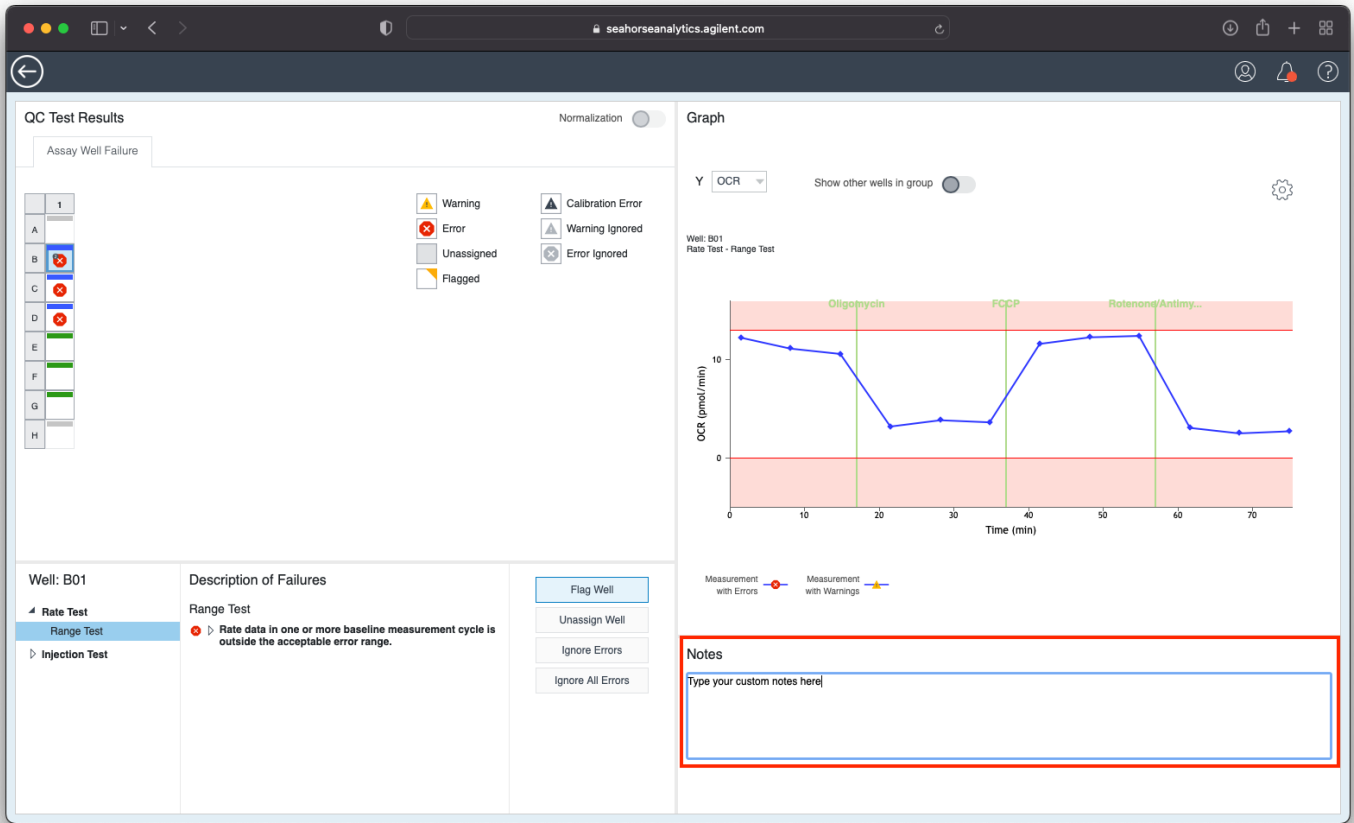 seahorseanalytics.agilent.com
QC Test Results
Normalization
Assay Well Failure
1
A
B
C
D
E
F
G
H
Warning
Error
Unassigned
Flagged
Calibration Error
Warning Ignored
Error Ignored
Well: B01
Rate Test
Range Test
Injection Test
Description of Failures
Range Test
Rate data in one or more baseline measurement cycle is
outside the acceptable error range.
Flag Well
Unassign Well
Ignore Errors
Ignore All Errors
Graph
Y OCR
Show other wells in group
Well: B01
Rate Test - Range Test
Oligomycin FCCP Rotenone/Antimy...
OCR (pmol/min)
10
0
0 10 20 30 40 50 60 70
Time (min)
Measurement
with Errors
Measurement
with Warnings
Notes
Type your custom notes here